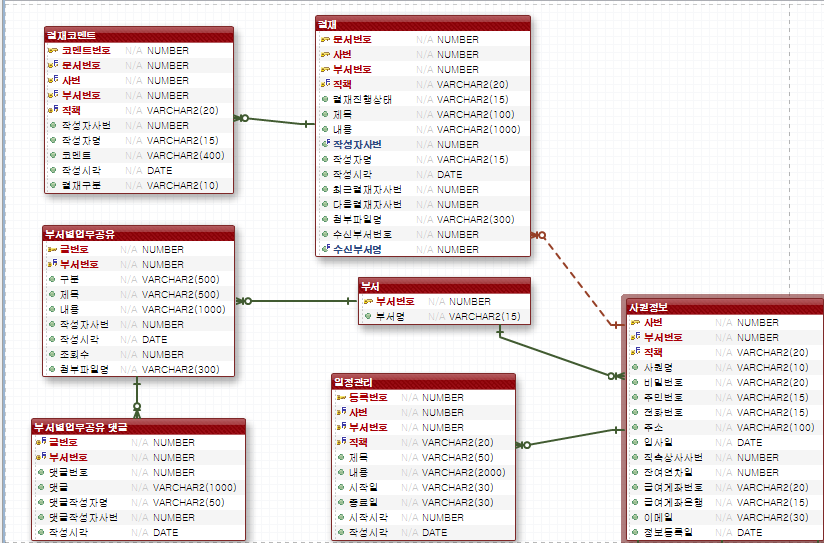 결재코멘트
코멘트번호 N/A NUMBER
문서번호 N/A NUMBER
사번 N/A NUMBER
부서번호 N/A NUMBER
직책 N/A VARCHAR2(20)
작성자사번 N/A NUMBER
작성자명 N/A VARCHAR2(15)
코멘트 N/A VARCHAR2(400)
작성시각 N/A DATE
결재구분 N/A VARCHAR2(10)
결재
문서번호 N/A NUMBER
사번 N/A NUMBER
부서번호 N/A NUMBER
직책 N/A VARCHAR2(20)
결재진행상태 N/A VARCHAR2(15)
제목 N/A VARCHAR2(100)
내용 N/A VARCHAR2(1000)
작성자사번 N/A NUMBER
작성자명 N/A VARCHAR2(15)
작성시각 N/A DATE
최근결재자사번 N/A NUMBER
다음결재자사번 N/A NUMBER
첨부파일명 N/A VARCHAR2(300)
수신부서번호 N/A NUMBER
수신부서명 N/A NUMBER
부서별업무공유
글번호 N/A NUMBER
부서번호 N/A NUMBER
구분 N/A VARCHAR2(500)
제목 N/A VARCHAR2(500)
내용 N/A VARCHAR2(1000)
작성자사번 N/A NUMBER
작성시각 N/A DATE
조회수 N/A NUMBER
첨부파일명 N/A VARCHAR2(300)
부서
부서번호 N/A NUMBER
부서명 N/A VARCHAR2(15)
사원정보
사번 N/A NUMBER
부서번호 N/A NUMBER
직책 N/A VARCHAR2(20)
사원명 N/A VARCHAR2(10)
비밀번호 N/A VARCHAR2(20)
주민번호 N/A VARCHAR2(15)
전화번호 N/A VARCHAR2(15)
주소 N/A VARCHAR2(100)
입사일 N/A DATE
직속상사사번 N/A NUMBER
잔여연차일 N/A NUMBER
급여계좌번호 N/A VARCHAR2(20)
급여계좌은행 N/A VARCHAR2(15)
이메일 N/A VARCHAR2(30)
정보등록일 N/A DATE
일정관리
등록번호 N/A NUMBER
사번 N/A NUMBER
부서번호 N/A NUMBER
직책 N/A VARCHAR2(20)
제목 N/A VARCHAR2(50)
내용 N/A VARCHAR2(2000)
시작일 N/A VARCHAR2(30)
종료일 N/A VARCHAR2(30)
시작시각 N/A NUMBER
작성시각 N/A DATE
부서별업무공유 댓글
글번호 N/A NUMBER
부서번호 N/A NUMBER
댓글번호 N/A NUMBER
댓글 N/A VARCHAR2(1000)
댓글작성자명 N/A VARCHAR2(50)
댓글작성자사번 N/A NUMBER
작성시각 N/A DATE